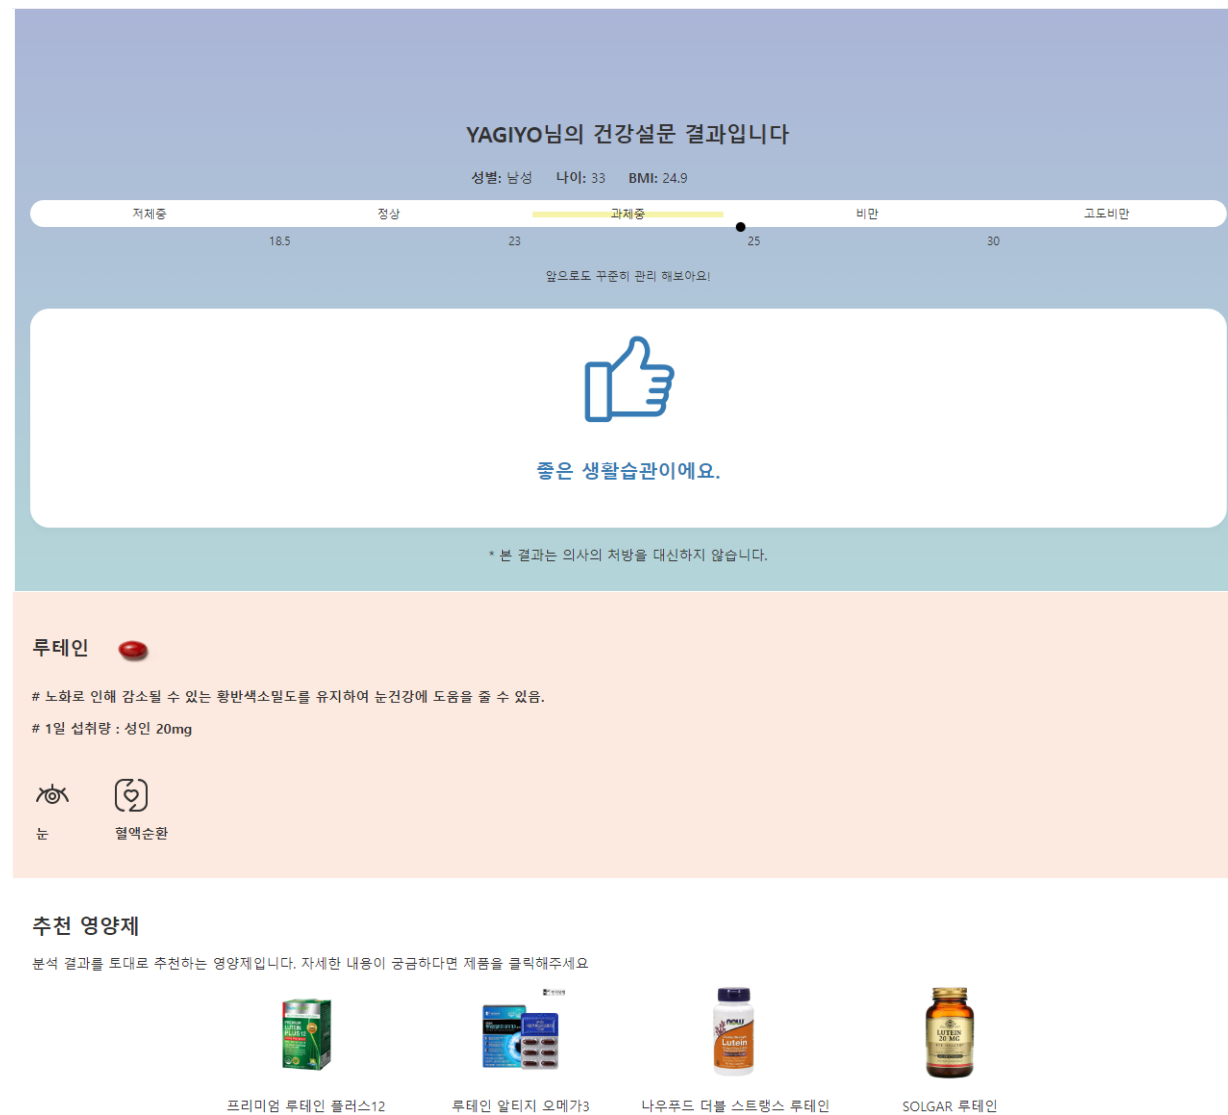 YAGIYO님의 건강설문 결과입니다
성별: 남성 나이: 33 BMI: 24.9
저체중 정상 과체중 비만 고도비만
18.5 23 25 30
앞으로도 꾸준히 관리 해보아요!
좋은 생활습관이에요.
* 본 결과는 의사의 처방을 대신하지 않습니다.
루테인
# 노화로 인해 감소될 수 있는 황반색소밀도를 유지하여 눈건강에 도움을 줄 수 있음.
# 1일 섭취량 : 성인 20mg
눈 혈액순환
추천 영양제
분석 결과를 토대로 추천하는 영양제입니다. 자세한 내용이 궁금하다면 제품을 클릭해주세요
LUTEIN
PLUS 12
NOW
Lutein
SOLGAR
LUTEIN
20 MG
프리미엄 루테인 플러스12 루테인 알티지 오메가3 나우푸드 더블 스트랭스 루테인 SOLGAR 루테인